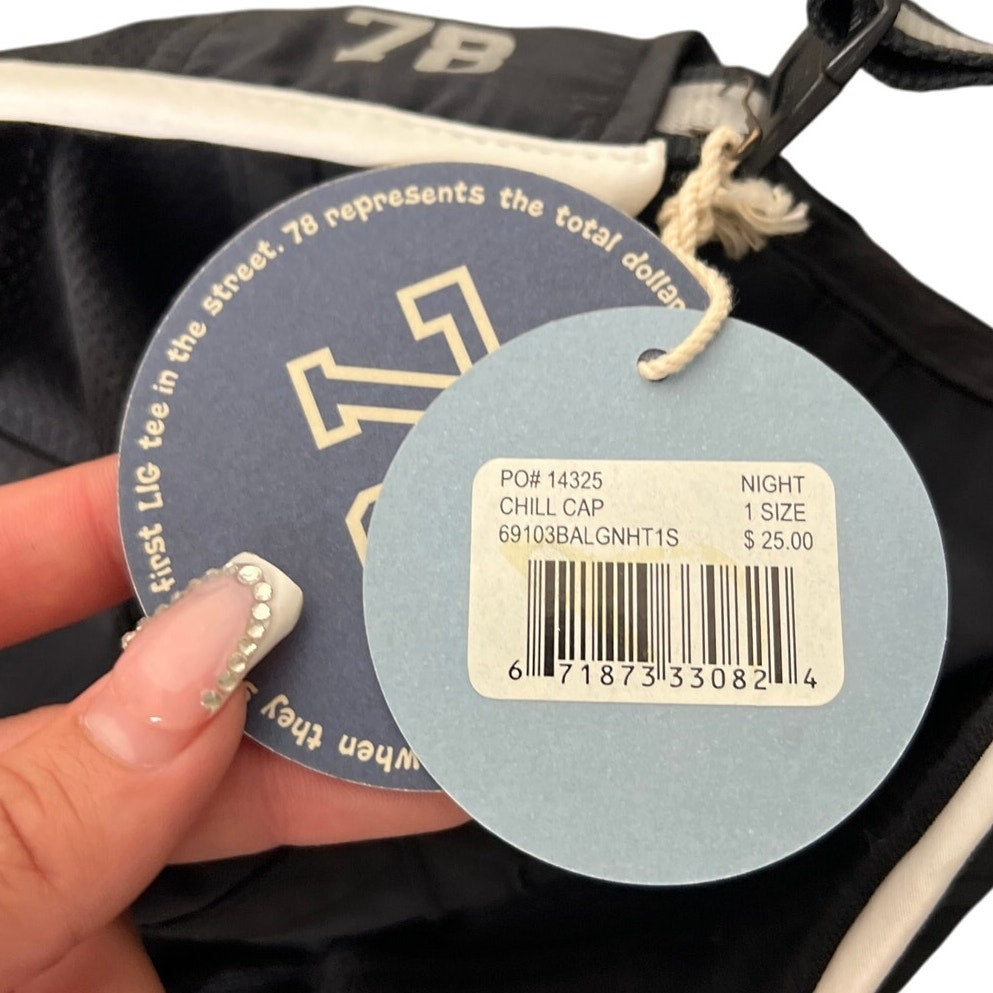 78
first LIG tee in the street. 78 represents the total dollar
when they
7
PO# 14325 NIGHT
CHILL CAP 1 SIZE
69103BALGNHT1S $ 25.00
6 71873 33082 4